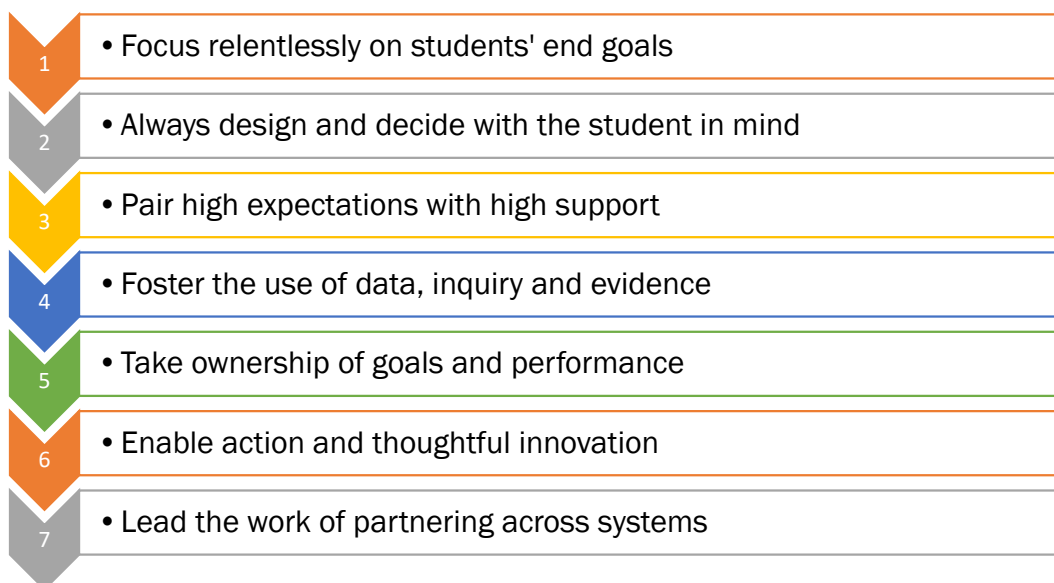 1
• Focus relentlessly on students' end goals
2
• Always design and decide with the student in mind
3
• Pair high expectations with high support
4
• Foster the use of data, inquiry and evidence
5
• Take ownership of goals and performance
6
• Enable action and thoughtful innovation
7
• Lead the work of partnering across systems